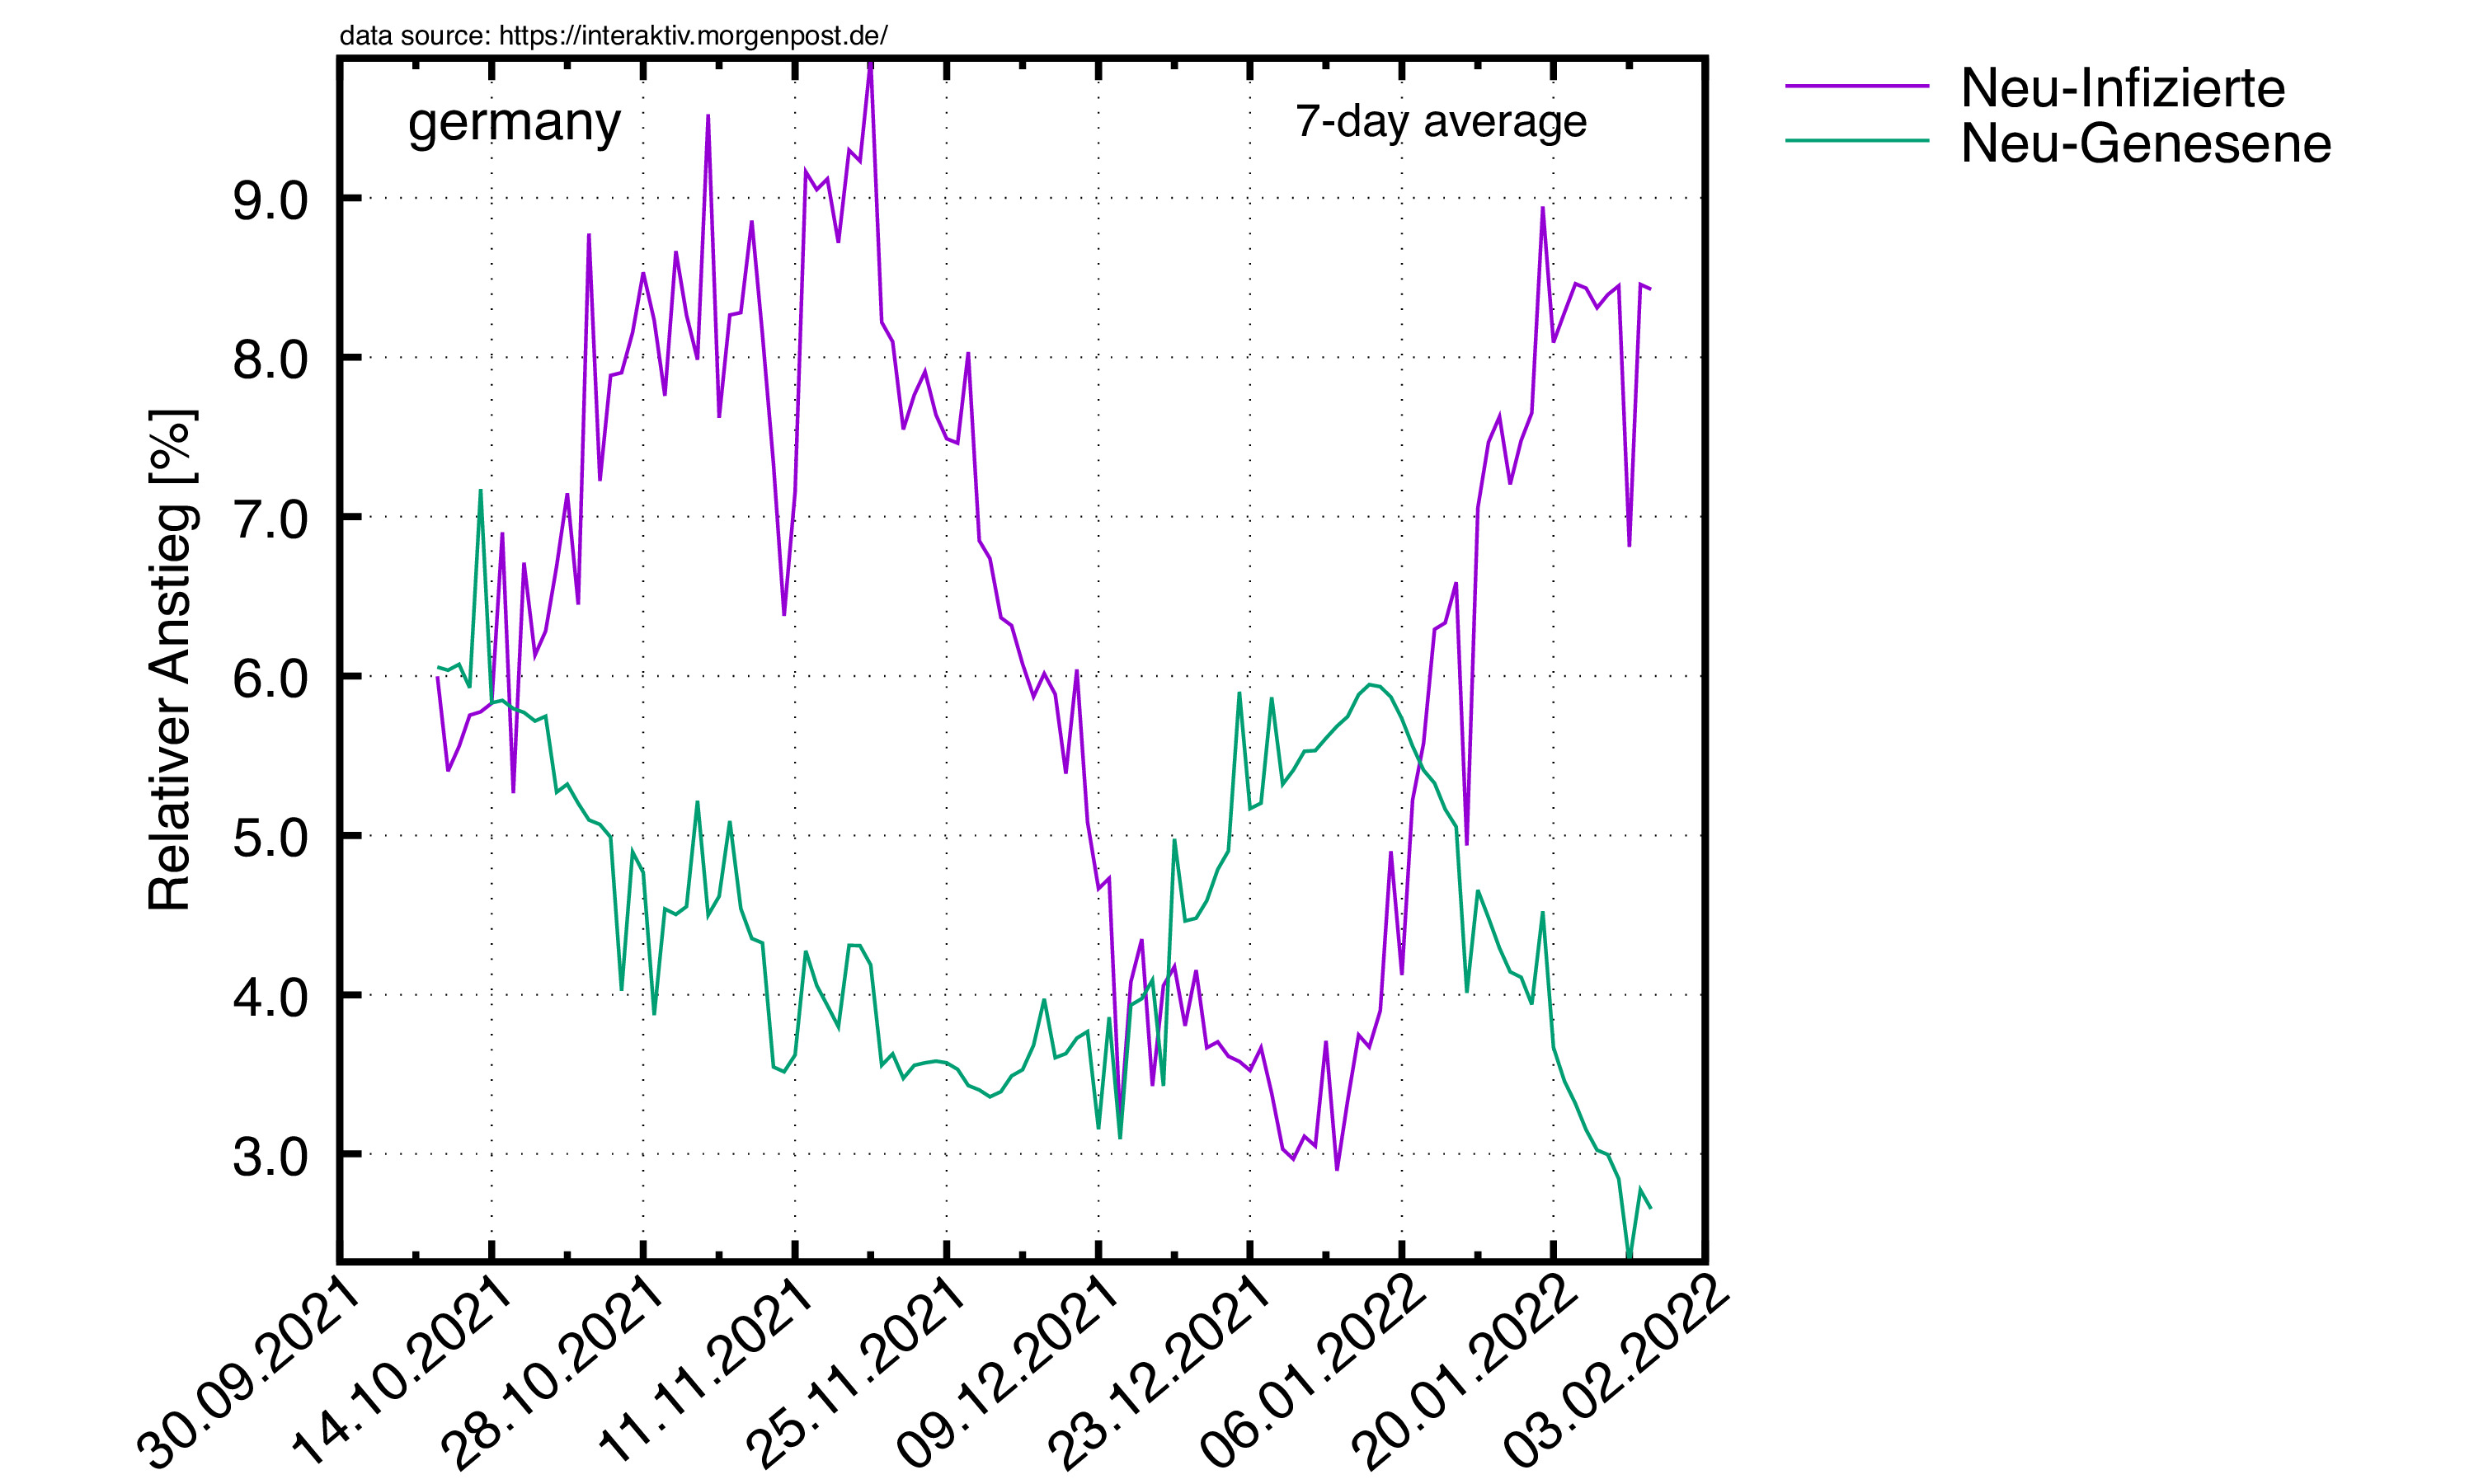 data source: https://interaktiv.morgenpost.de/
germany
7-day average
Neu-Infizierte
Neu-Genesene
Relativer Anstieg [%]
9.0
8.0
7.0
6.0
5.0
4.0
3.0
30.09.2021
14.10.2021
28.10.2021
11.11.2021
25.11.2021
09.12.2021
23.12.2021
06.01.2022
20.01.2022
03.02.2022